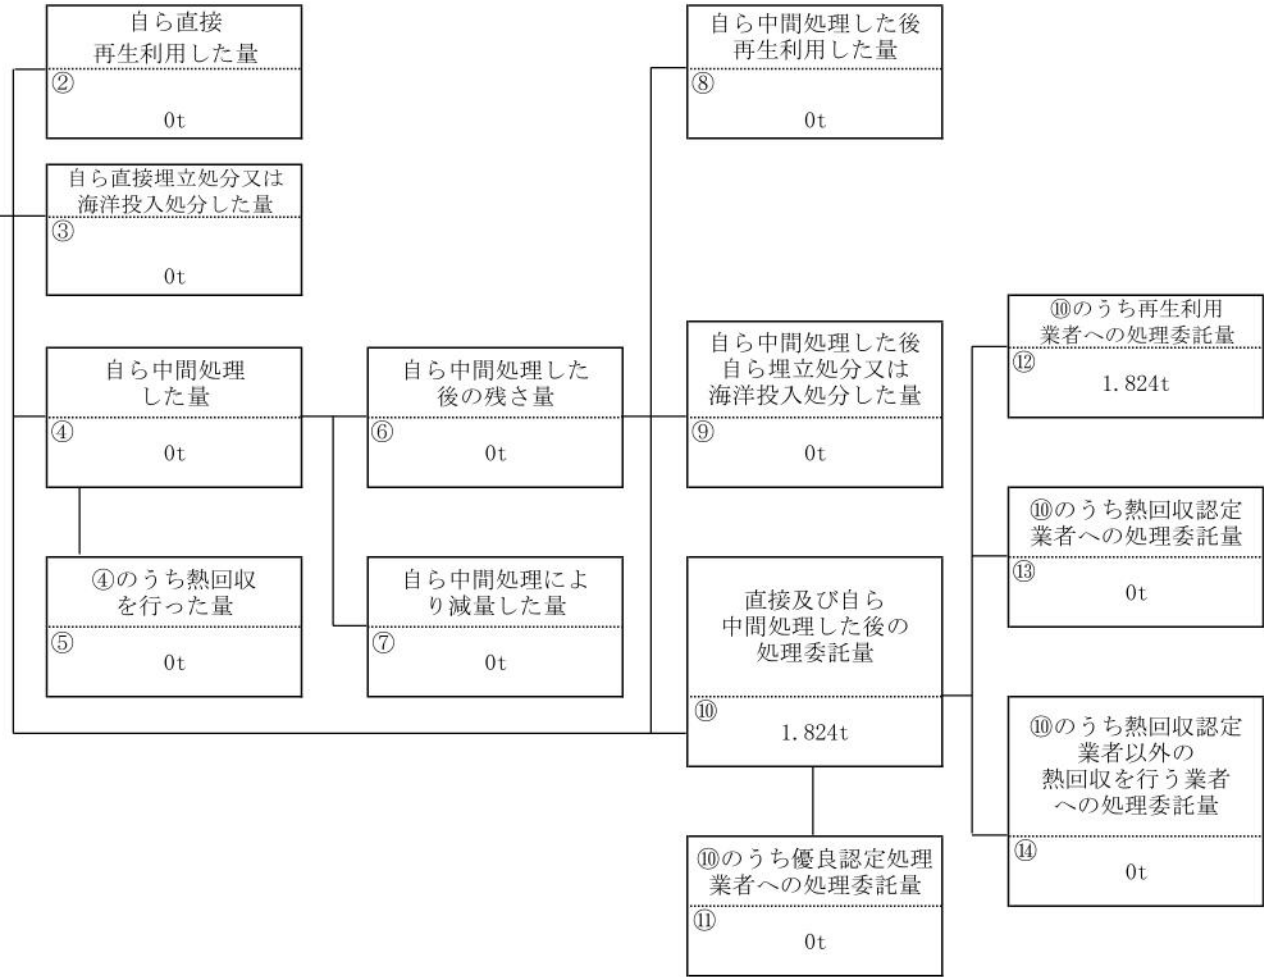 自ら直接
再生利用した量
②
0t
自ら中間処理した後
再生利用した量
⑧
0t
自ら直接埋立処分又は
海洋投入処分した量
③
0t
⑩のうち再生利用
業者への処理委託量
⑫
1.824t
自ら中間処理した後
自ら埋立処分又は
海洋投入処分した量
⑨
0t
自ら中間処理
した量
④
0t
自ら中間処理した
後の残さ量
⑥
0t
⑩のうち熱回収認定
業者への処理委託量
⑬
0t
④のうち熱回収
を行った量
⑤
0t
自ら中間処理によ
り減量した量
⑦
0t
直接及び自ら
中間処理した後の
処理委託量
⑩
1.824t
⑩のうち熱回収認定
業者以外の
熱回収を行う業者
への処理委託量
⑭
0t
⑩のうち優良認定処理
業者への処理委託量
⑪
0t